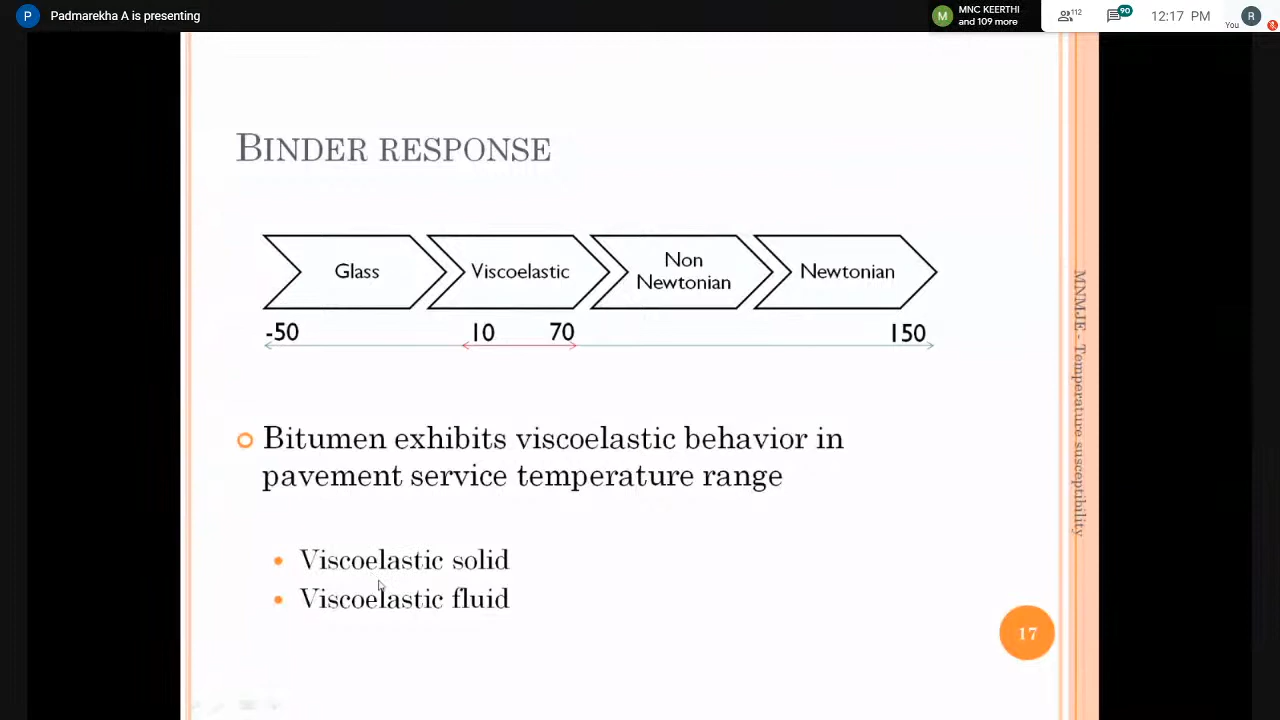 P
Padmarekha A is presenting
M
MNC KEERTHI
and 109 more
112
90
12:17 PM
You
R
BINDER RESPONSE
Glass
Viscoelastic
Non
Newtonian
Newtonian
-50
10
70
150
Bitumen exhibits viscoelastic behavior in
pavement service temperature range
Viscoelastic solid
Viscoelastic fluid
MNMJE - Temperature susceptibility
17